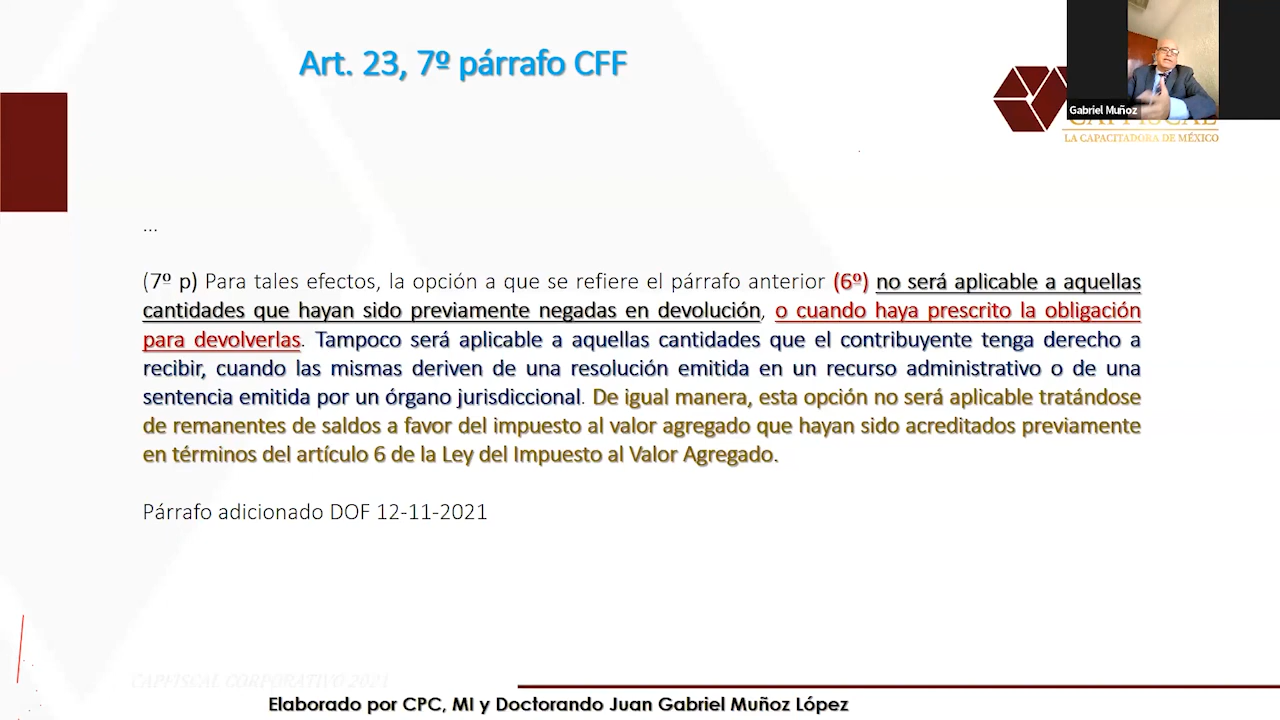 Art. 23, 7º párrafo CFF
Gabriel Muñoz
LA CAPACITADORA DE MÉXICO
...
(7º p) Para tales efectos, la opción a que se refiere el párrafo anterior (6º) no será aplicable a aquellas
cantidades que hayan sido previamente negadas en devolución, o cuando haya prescrito la obligación
para devolverlas. Tampoco será aplicable a aquellas cantidades que el contribuyente tenga derecho a
recibir, cuando las mismas deriven de una resolución emitida en un recurso administrativo o de una
sentencia emitida por un órgano jurisdiccional. De igual manera, esta opción no será aplicable tratándose
de remanentes de saldos a favor del impuesto al valor agregado que hayan sido acreditados previamente
en términos del artículo 6 de la Ley del Impuesto al Valor Agregado.
Párrafo adicionado DOF 12-11-2021
CAPFISCAL CORPORATIVO 2021
Elaborado por CPC, MI y Doctorando Juan Gabriel Muñoz López